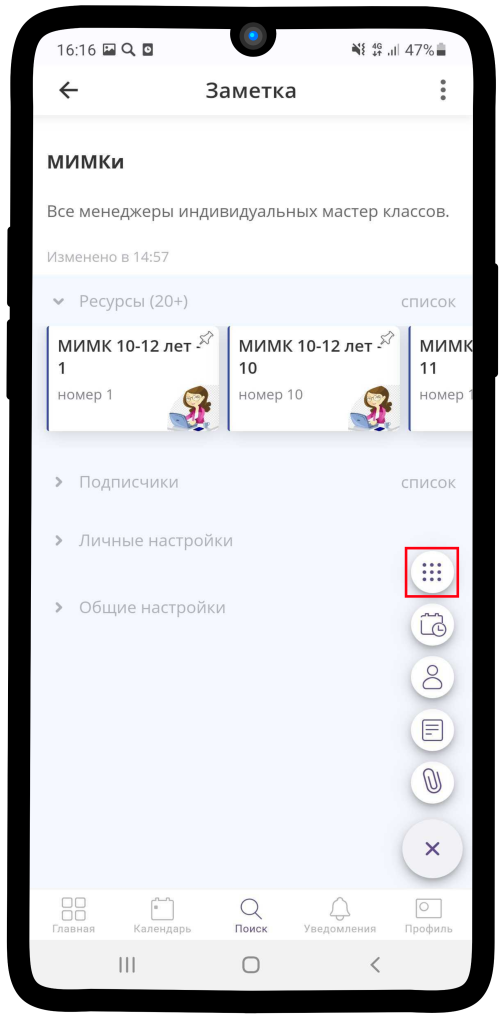 16:16 4G 47%
Заметка
МИМКи
Все менеджеры индивидуальных мастер классов.
Изменено в 14:57
Ресурсы (20+) список
МИМК 10-12 лет -
1
номер 1
МИМК 10-12 лет -
10
номер 10
МИМК
11
номер 1
Подписчики список
Личные настройки
Общие настройки
Главная Календарь Поиск Уведомления Профиль